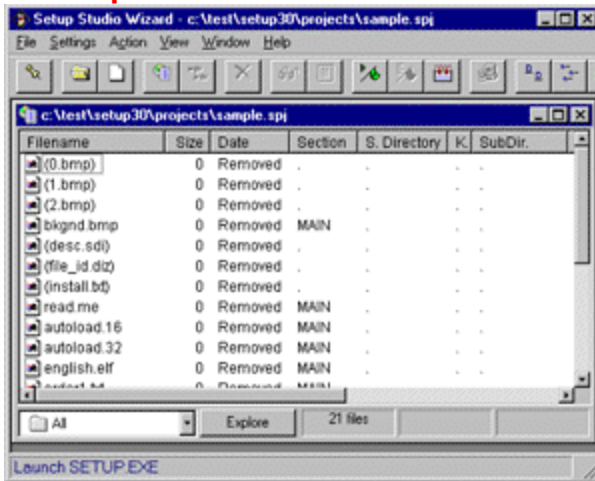 Setup Studio Wizard - c:\test\setup30\projects\sample.spj
File Settings Action View Window Help
c:\test\setup30\projects\sample.spj
Filename Size Date Section S. Directory K. SubDir.
(0.bmp) 0 Removed . . . .
(1.bmp) 0 Removed . . . .
(2.bmp) 0 Removed . . . .
bkgnd.bmp 0 Removed MAIN . . .
(desc.sdi) 0 Removed . . . .
(file_id.diz) 0 Removed . . . .
(install.txt) 0 Removed . . . .
read.me 0 Removed MAIN . . .
autoload.16 0 Removed MAIN . . .
autoload.32 0 Removed MAIN . . .
english.elf 0 Removed MAIN . . .
0 Removed MAIN
All Explore 21 files
Launch SETUP.EXE